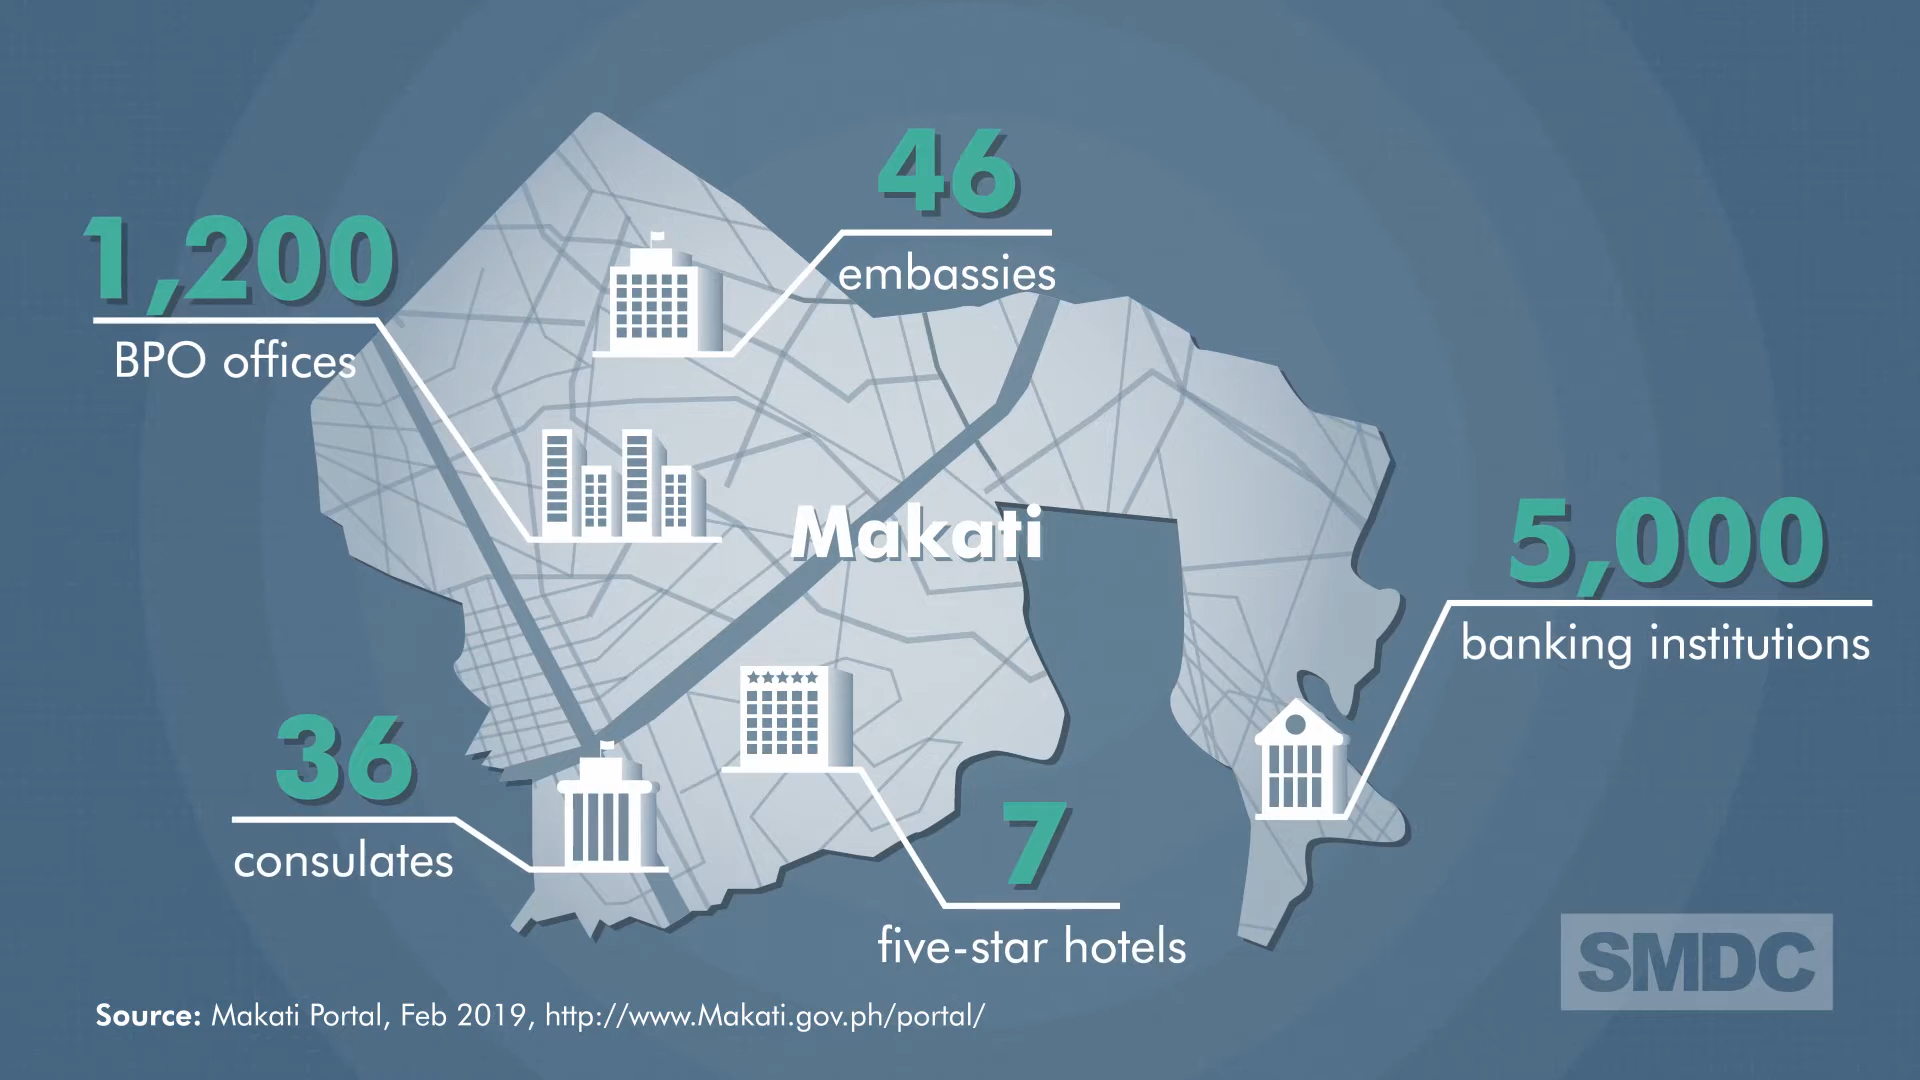 46
embassies
1,200
BPO offices
Makati
5,000
banking institutions
36
consulates
7
five-star hotels
SMDC
Source: Makati Portal, Feb 2019, http://www.Makati.gov.ph/portal/